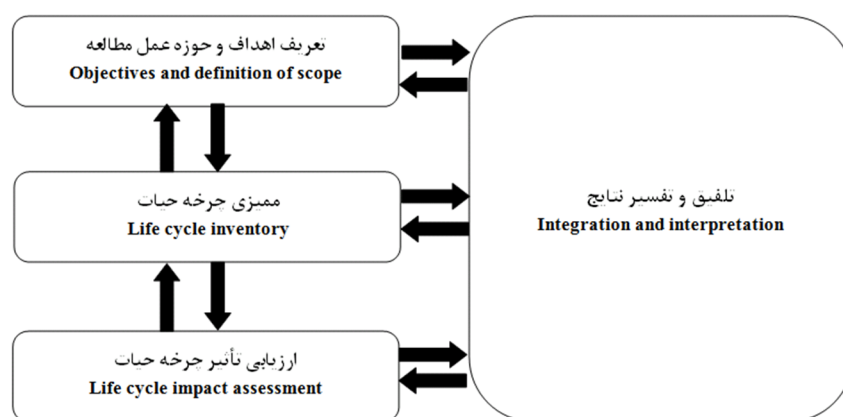 تعریف اهداف و حوزه عمل مطالعه
Objectives and definition of scope
ممیزی چرخه حیات
Life cycle inventory
ارزیابی تأثیر چرخه حیات
Life cycle impact assessment
تلفیق و تفسیر نتایج
Integration and interpretation